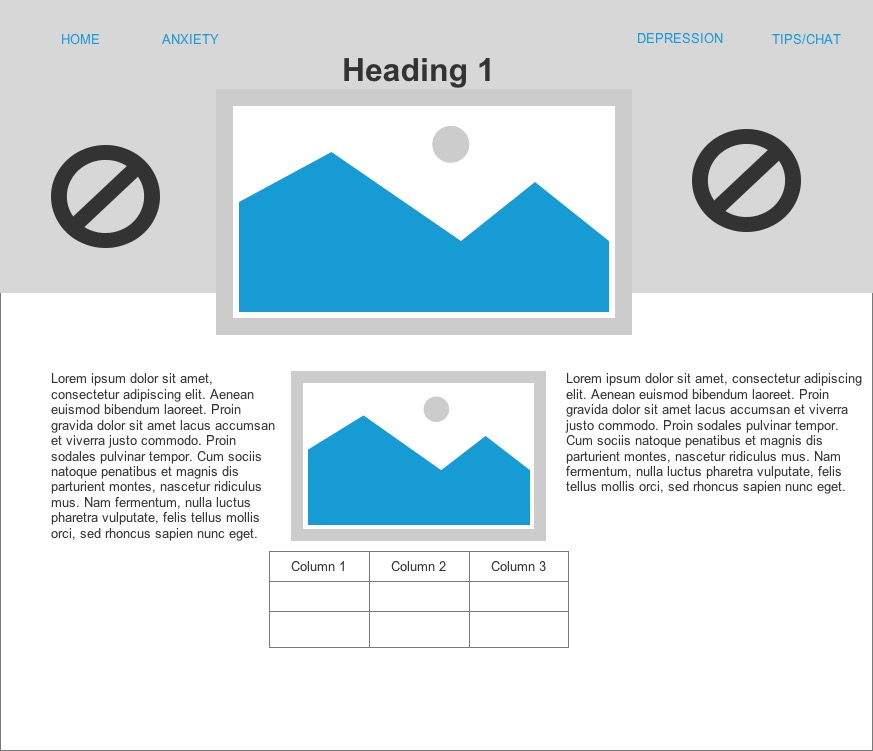 HOME ANXIETY DEPRESSION TIPS/CHAT
Heading 1
Lorem ipsum dolor sit amet,
consectetur adipiscing elit. Aenean
euismod bibendum laoreet. Proin
gravida dolor sit amet lacus accumsan
et viverra justo commodo. Proin
sodales pulvinar tempor. Cum sociis
natoque penatibus et magnis dis
parturient montes, nascetur ridiculus
mus. Nam fermentum, nulla luctus
pharetra vulputate, felis tellus mollis
orci, sed rhoncus sapien nunc eget.
Lorem ipsum dolor sit amet, consectetur adipiscing
elit. Aenean euismod bibendum laoreet. Proin
gravida dolor sit amet lacus accumsan et viverra
justo commodo. Proin sodales pulvinar tempor.
Cum sociis natoque penatibus et magnis dis
parturient montes, nascetur ridiculus mus. Nam
fermentum, nulla luctus pharetra vulputate, felis
tellus mollis orci, sed rhoncus sapien nunc eget.
Column 1 Column 2 Column 3